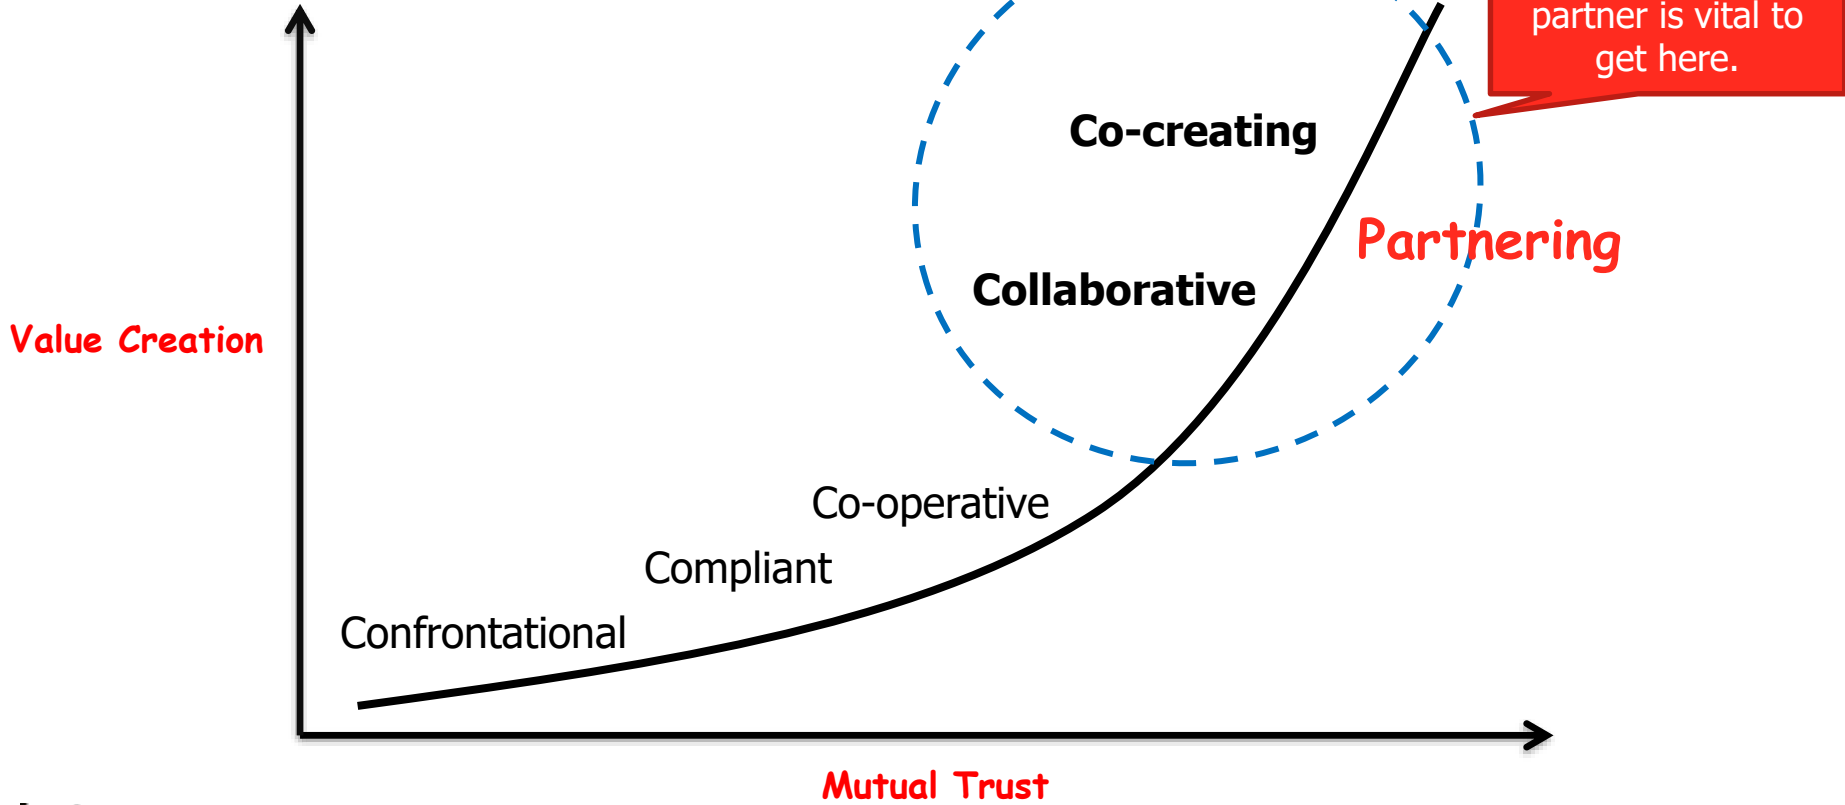 partner is vital to
get here.
Co-creating
Partnering
Collaborative
Value Creation
Co-operative
Compliant
Confrontational
Mutual Trust